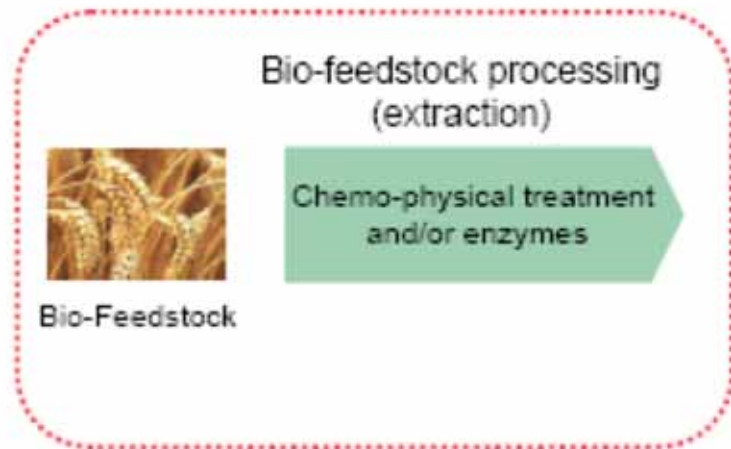 Bio-feedstock processing
(extraction)
Chemo-physical treatment
and/or enzymes
Bio-Feedstock